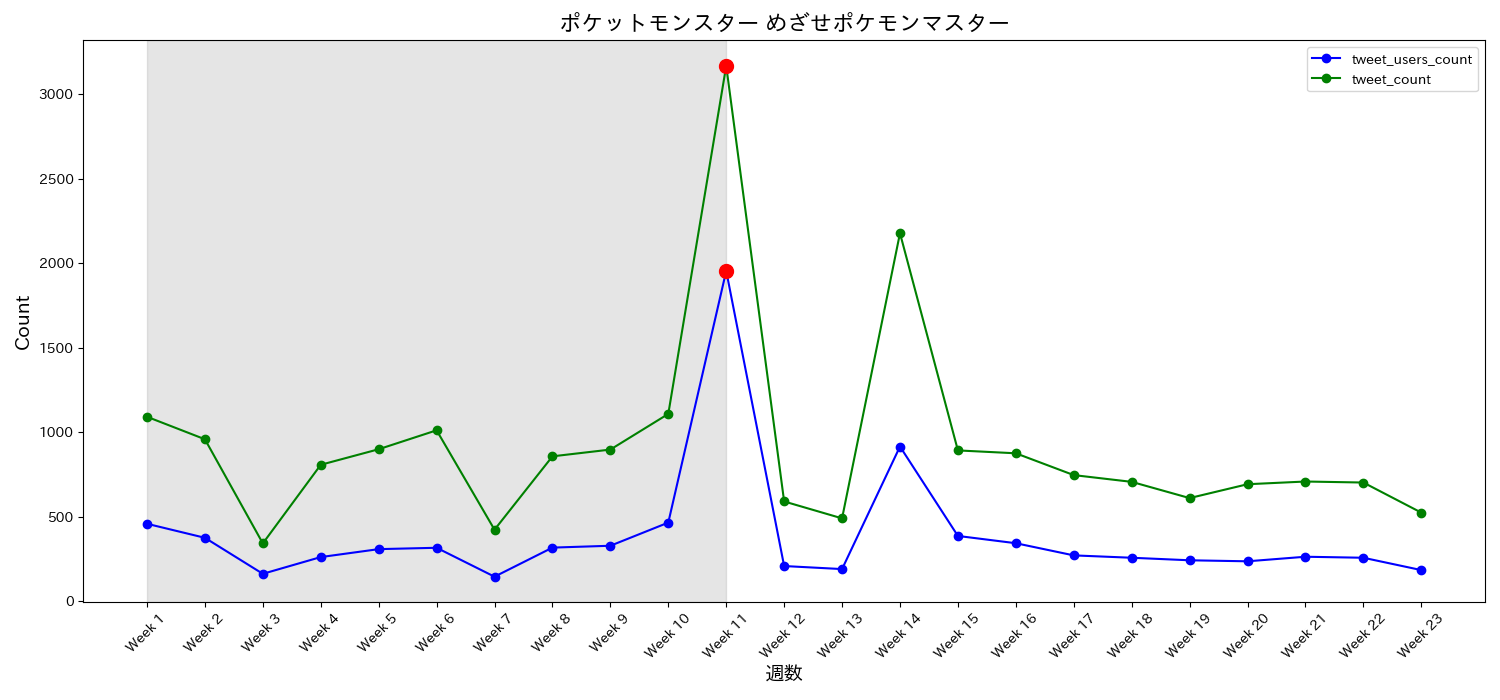 ポケットモンスター めざせポケモンマスター
tweet_users_count
tweet_count
Count
3000
2500
2000
1500
1000
500
0
Week 1
Week 2
Week 3
Week 4
Week 5
Week 6
Week 7
Week 8
Week 9
Week 10
Week 11
Week 12
Week 13
Week 14
Week 15
Week 16
Week 17
Week 18
Week 19
Week 20
Week 21
Week 22
Week 23
週数